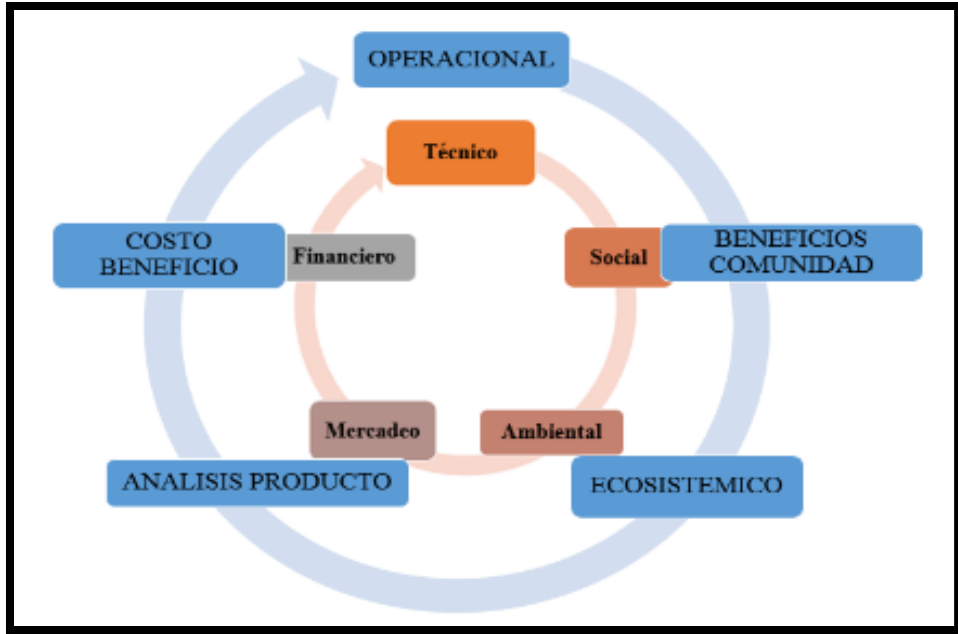 OPERACIONAL
Técnico
COSTO
BENEFICIO
Financiero
Social
BENEFICIOS
COMUNIDAD
Mercadeo
Ambiental
ANALISIS PRODUCTO
ECOSISTEMICO